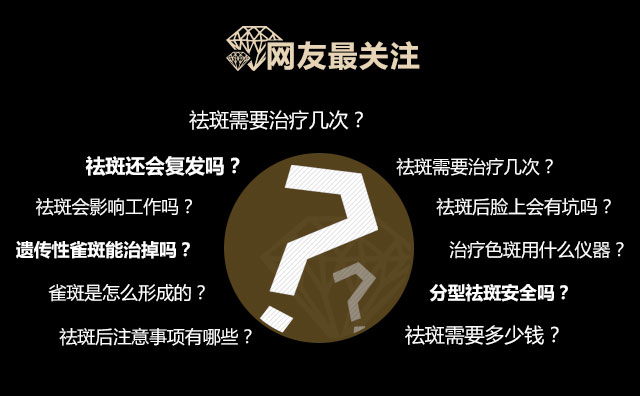 网友最关注
祛斑需要治疗几次？
祛斑还会复发吗？
祛斑需要治疗几次？
祛斑会影响工作吗？
祛斑后脸上会有坑吗？
遗传性雀斑能治掉吗？
治疗色斑用什么仪器？
雀斑是怎么形成的？
分型祛斑安全吗？
祛斑后注意事项有哪些？
祛斑需要多少钱？